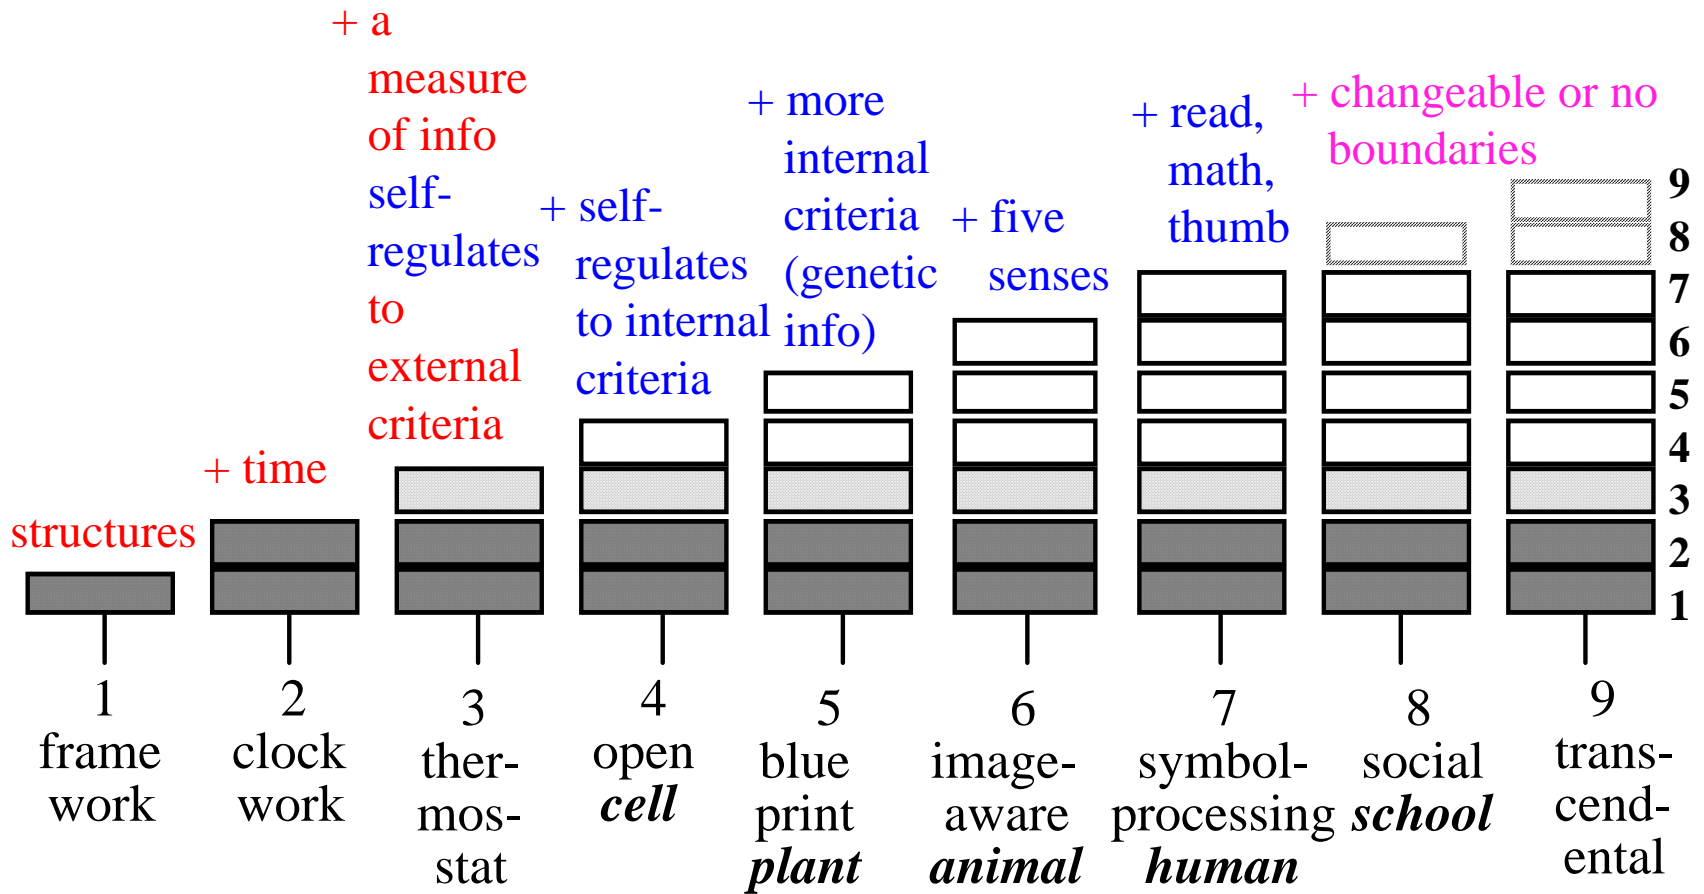 structures
+ time
+ a
measure
of info
self-
regulates
to
external
criteria
+ self-
regulates
to internal
criteria
+ more
internal
criteria
(genetic
info)
+ five
senses
+ read,
math,
thumb
+ changeable or no
boundaries
9
8
7
6
5
4
3
2
1
1
frame
work
2
clock
work
3
ther-
mos-
stat
4
open
cell
5
blue
print
plant
6
image-
aware
animal
7
symbol-
processing
human
8
social
school
9
trans-
cend-
ental